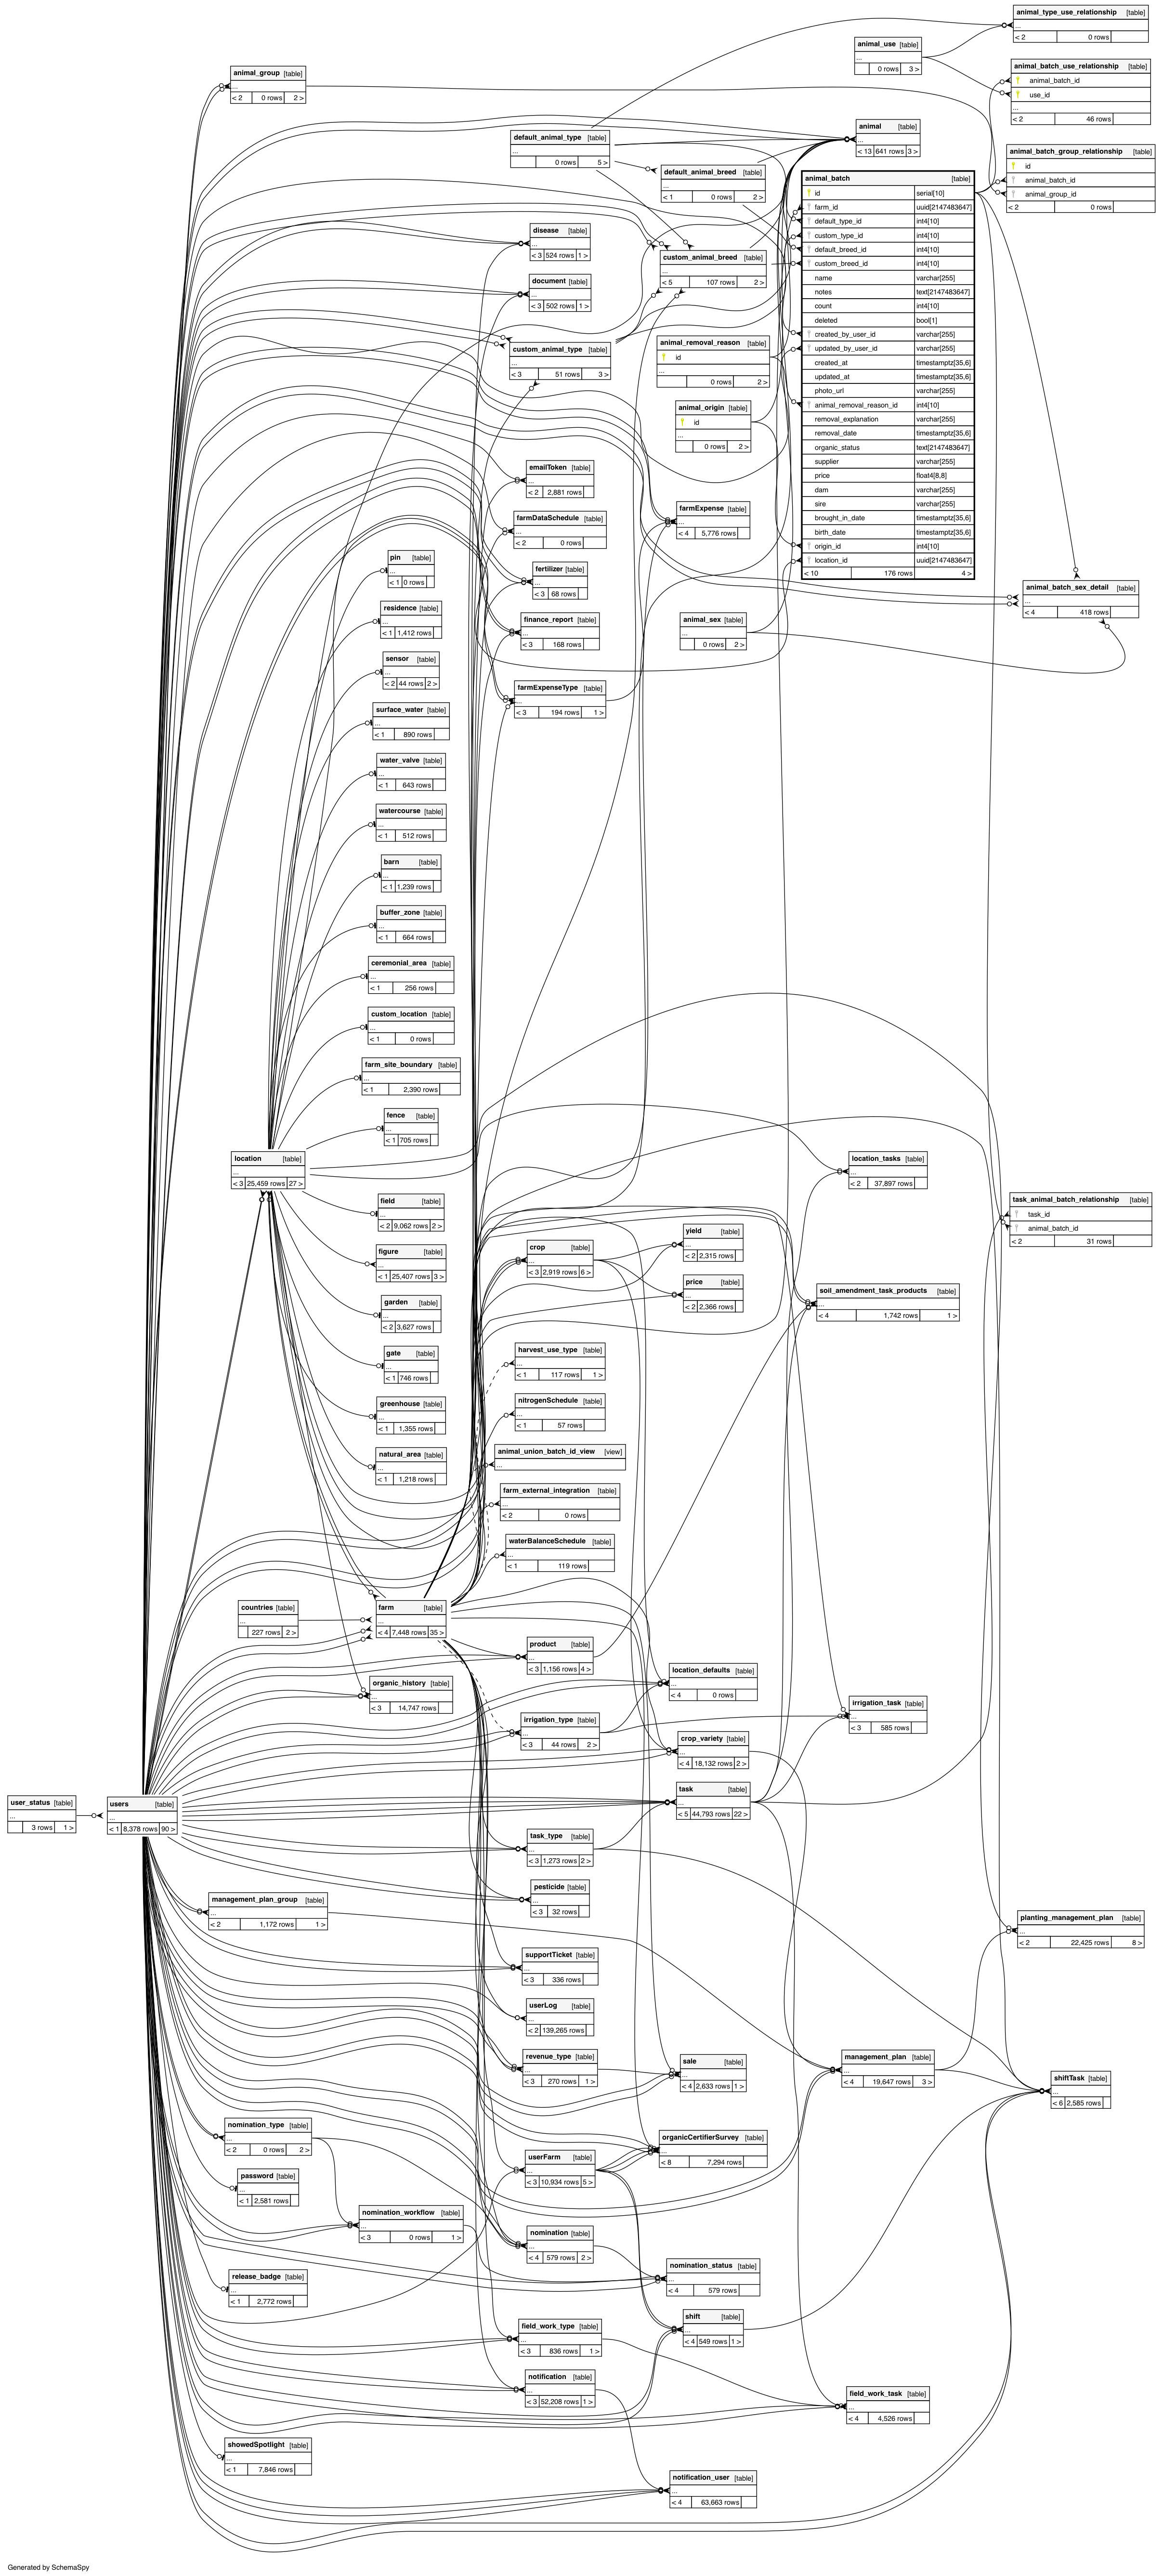 animal_type_use_relationship [table]
...
< 2 0 rows
animal_use [table]
...
0 rows 3 >
animal_batch_use_relationship [table]
animal_batch_id
use_id
...
< 2 46 rows
animal_group [table]
...
< 2 0 rows 2 >
animal [table]
...
< 13 641 rows 3 >
default_animal_type [table]
...
0 rows 5 >
animal_batch_group_relationship [table]
id
animal_batch_id
animal_group_id
< 2 0 rows
default_animal_breed [table]
...
< 1 0 rows 2 >
animal_batch [table]
id serial[10]
farm_id uuid[2147483647]
default_type_id int4[10]
custom_type_id int4[10]
default_breed_id int4[10]
custom_breed_id int4[10]
name varchar[255]
notes text[2147483647]
count int4[10]
deleted bool[1]
created_by_user_id varchar[255]
updated_by_user_id varchar[255]
created_at timestamptz[35,6]
updated_at timestamptz[35,6]
photo_url varchar[255]
animal_removal_reason_id int4[10]
removal_explanation varchar[255]
removal_date timestamptz[35,6]
organic_status text[2147483647]
supplier varchar[255]
price float4[8,8]
dam varchar[255]
sire varchar[255]
brought_in_date timestamptz[35,6]
birth_date timestamptz[35,6]
origin_id int4[10]
location_id uuid[2147483647]
< 10 176 rows 4 >
disease [table]
...
< 3 524 rows 1 >
custom_animal_breed [table]
...
< 5 107 rows 2 >
document [table]
...
< 3 502 rows 1 >
custom_animal_type [table]
...
< 3 51 rows 3 >
animal_removal_reason [table]
id
...
0 rows 2 >
animal_origin [table]
id
...
0 rows 2 >
emailToken [table]
...
< 2 2,881 rows
farmExpense [table]
...
< 4 5,776 rows
farmDataSchedule [table]
...
< 2 0 rows
pin [table]
...
< 1 0 rows
fertilizer [table]
...
< 3 68 rows
animal_batch_sex_detail [table]
...
< 4 418 rows
residence [table]
...
< 1 1,412 rows
finance_report [table]
...
< 3 168 rows
animal_sex [table]
...
0 rows 2 >
sensor [table]
...
< 2 44 rows 2 >
farmExpenseType [table]
...
< 3 194 rows 1 >
surface_water [table]
...
< 1 890 rows
water_valve [table]
...
< 1 643 rows
watercourse [table]
...
< 1 512 rows
barn [table]
...
< 1 1,239 rows
buffer_zone [table]
...
< 1 664 rows
ceremonial_area [table]
...
< 1 256 rows
custom_location [table]
...
< 1 0 rows
farm_site_boundary [table]
...
< 1 2,390 rows
fence [table]
...
< 1 705 rows
location [table]
...
< 3 25,459 rows 27 >
location_tasks [table]
...
< 2 37,897 rows
field [table]
...
< 2 9,062 rows 2 >
task_animal_batch_relationship [table]
task_id
animal_batch_id
< 2 31 rows
yield [table]
...
< 2 2,315 rows
crop [table]
...
< 3 2,919 rows 6 >
figure [table]
...
< 1 25,407 rows 3 >
price [table]
...
< 2 2,366 rows
soil_amendment_task_products [table]
...
< 4 1,742 rows 1 >
garden [table]
...
< 2 3,627 rows
harvest_use_type [table]
...
< 1 117 rows 1 >
gate [table]
...
< 1 746 rows
nitrogenSchedule [table]
...
< 1 57 rows
greenhouse [table]
...
< 1 1,355 rows
animal_union_batch_id_view [view]
...
natural_area [table]
...
< 1 1,218 rows
farm_external_integration [table]
...
< 2 0 rows
waterBalanceSchedule [table]
...
< 1 119 rows
countries [table]
...
227 rows 2 >
farm [table]
...
< 4 7,448 rows 35 >
product [table]
...
< 3 1,156 rows 4 >
location_defaults [table]
...
< 4 0 rows
organic_history [table]
...
< 3 14,747 rows
irrigation_task [table]
...
< 3 585 rows
irrigation_type [table]
...
< 3 44 rows 2 >
crop_variety [table]
...
< 4 18,132 rows 2 >
task [table]
...
< 5 44,793 rows 22 >
user_status [table]
...
3 rows 1 >
users [table]
...
< 1 8,378 rows 90 >
task_type [table]
...
< 3 1,273 rows 2 >
pesticide [table]
...
< 3 32 rows
management_plan_group [table]
...
< 2 1,172 rows 1 >
planting_management_plan [table]
...
< 2 22,425 rows 8 >
supportTicket [table]
...
< 3 336 rows
userLog [table]
...
< 2 139,265 rows
revenue_type [table]
...
< 3 270 rows 1 >
sale [table]
...
< 4 2,633 rows 1 >
management_plan [table]
...
< 4 19,647 rows 3 >
shiftTask [table]
...
< 6 2,585 rows
nomination_type [table]
...
< 2 0 rows 2 >
organicCertifierSurvey [table]
...
< 8 7,294 rows
userFarm [table]
...
< 3 10,934 rows 5 >
password [table]
...
< 1 2,581 rows
nomination_workflow [table]
...
< 3 0 rows 1 >
nomination [table]
...
< 4 579 rows 2 >
nomination_status [table]
...
< 4 579 rows
release_badge [table]
...
< 1 2,772 rows
shift [table]
...
< 4 549 rows 1 >
field_work_type [table]
...
< 3 836 rows 1 >
notification [table]
...
< 3 52,208 rows 1 >
field_work_task [table]
...
< 4 4,526 rows
showedSpotlight [table]
...
< 1 7,846 rows
notification_user [table]
...
< 4 63,663 rows
Generated by SchemaSpy